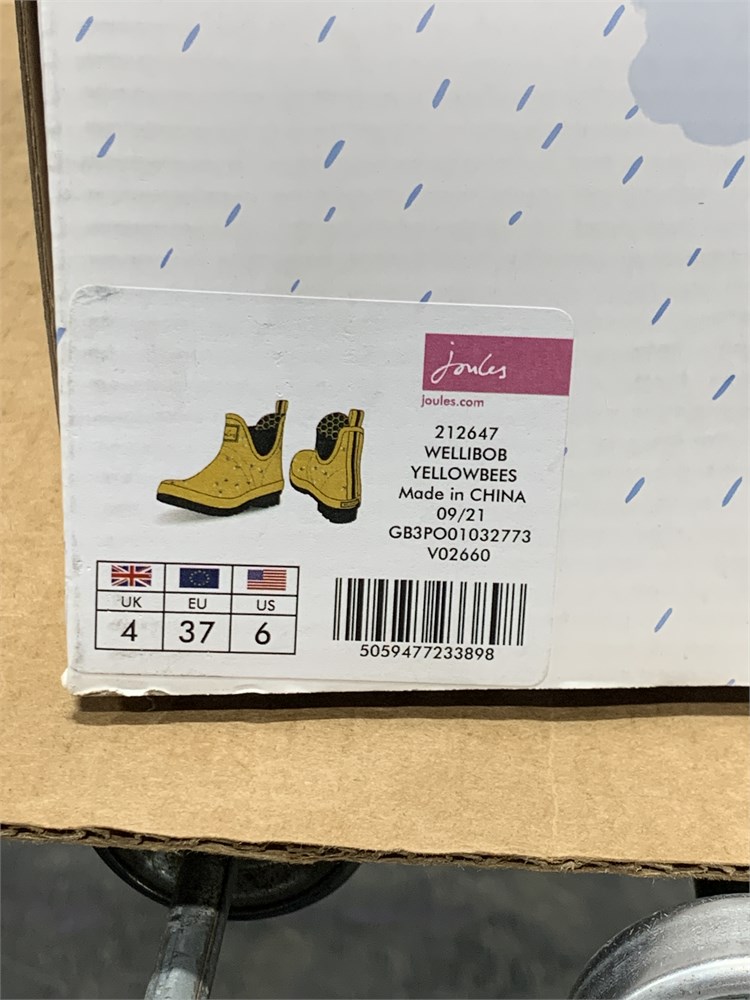 joules
joules.com
212647
WELLIBOB
YELLOWBEES
Made in CHINA
09/21
GB3PO01032773
V02660
UK EU US
4 37 6
5059477233898